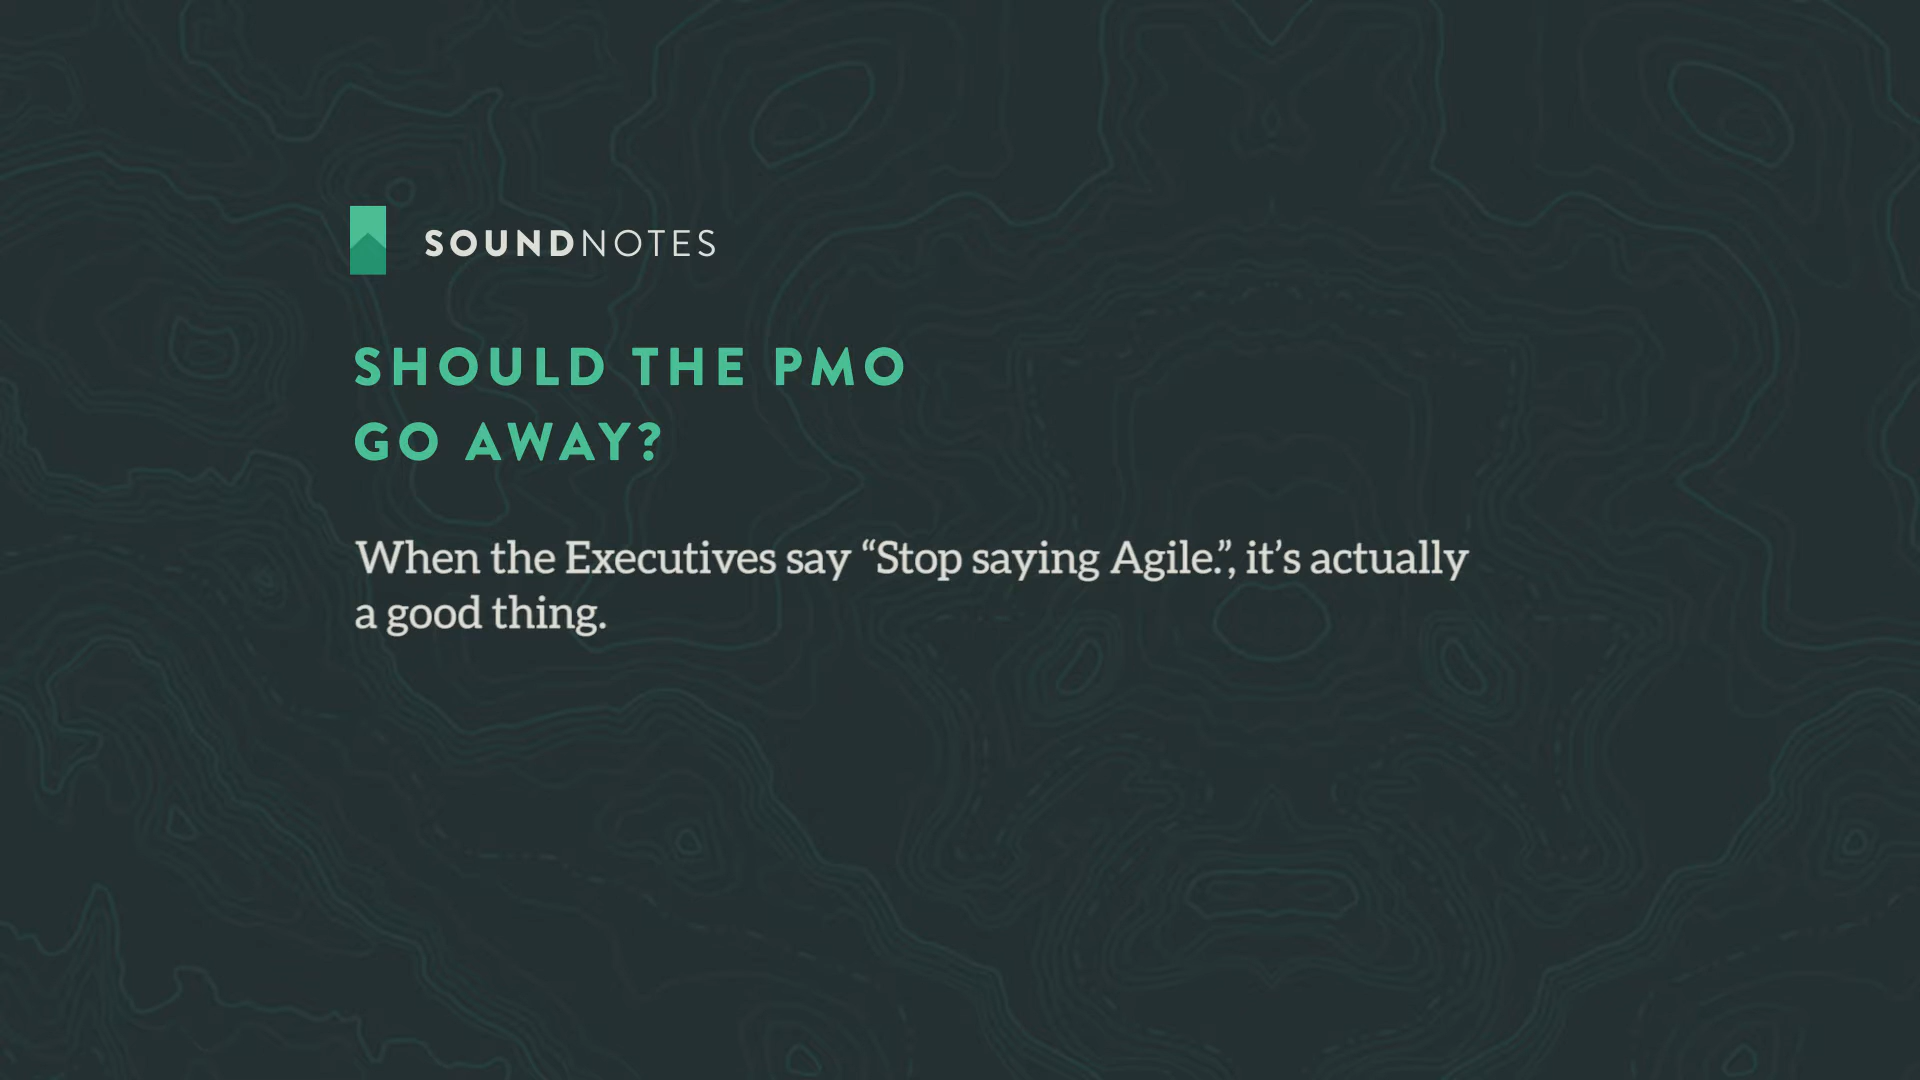 SOUNDNOTES
SHOULD THE PMO
GO AWAY?
When the Executives say “Stop saying Agile.”, it’s actually
a good thing.